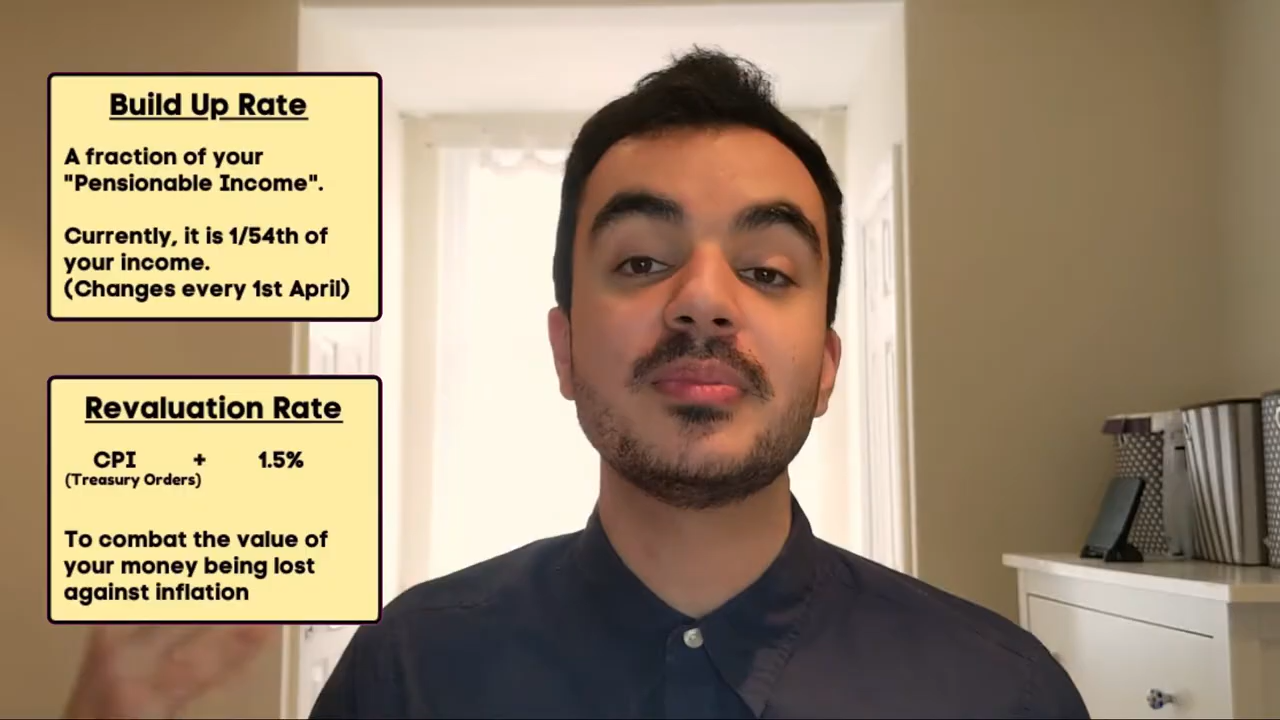 Build Up Rate
A fraction of your
"Pensionable Income".
Currently, it is 1/54th of
your income.
(Changes every 1st April)
Revaluation Rate
CPI + 1.5%
(Treasury Orders)
To combat the value of
your money being lost
against inflation